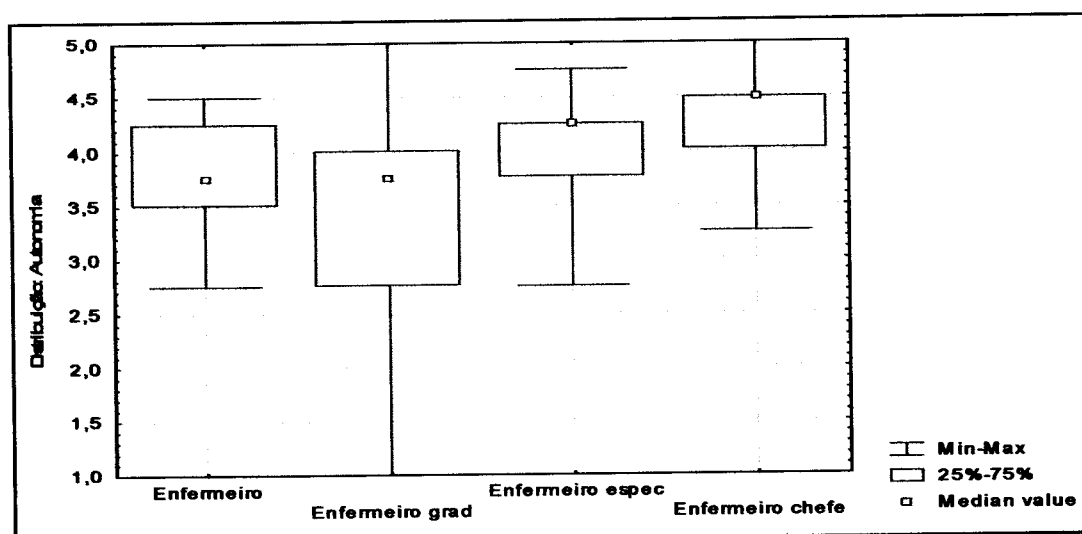 Distribuição: Autonomia
5,0
4,5
4,0
3,5
3,0
2,5
2,0
1,5
1,0
Enfermeiro
Enfermeiro grad
Enfermeiro espec
Enfermeiro chefe
Min-Max
25%-75%
Median value